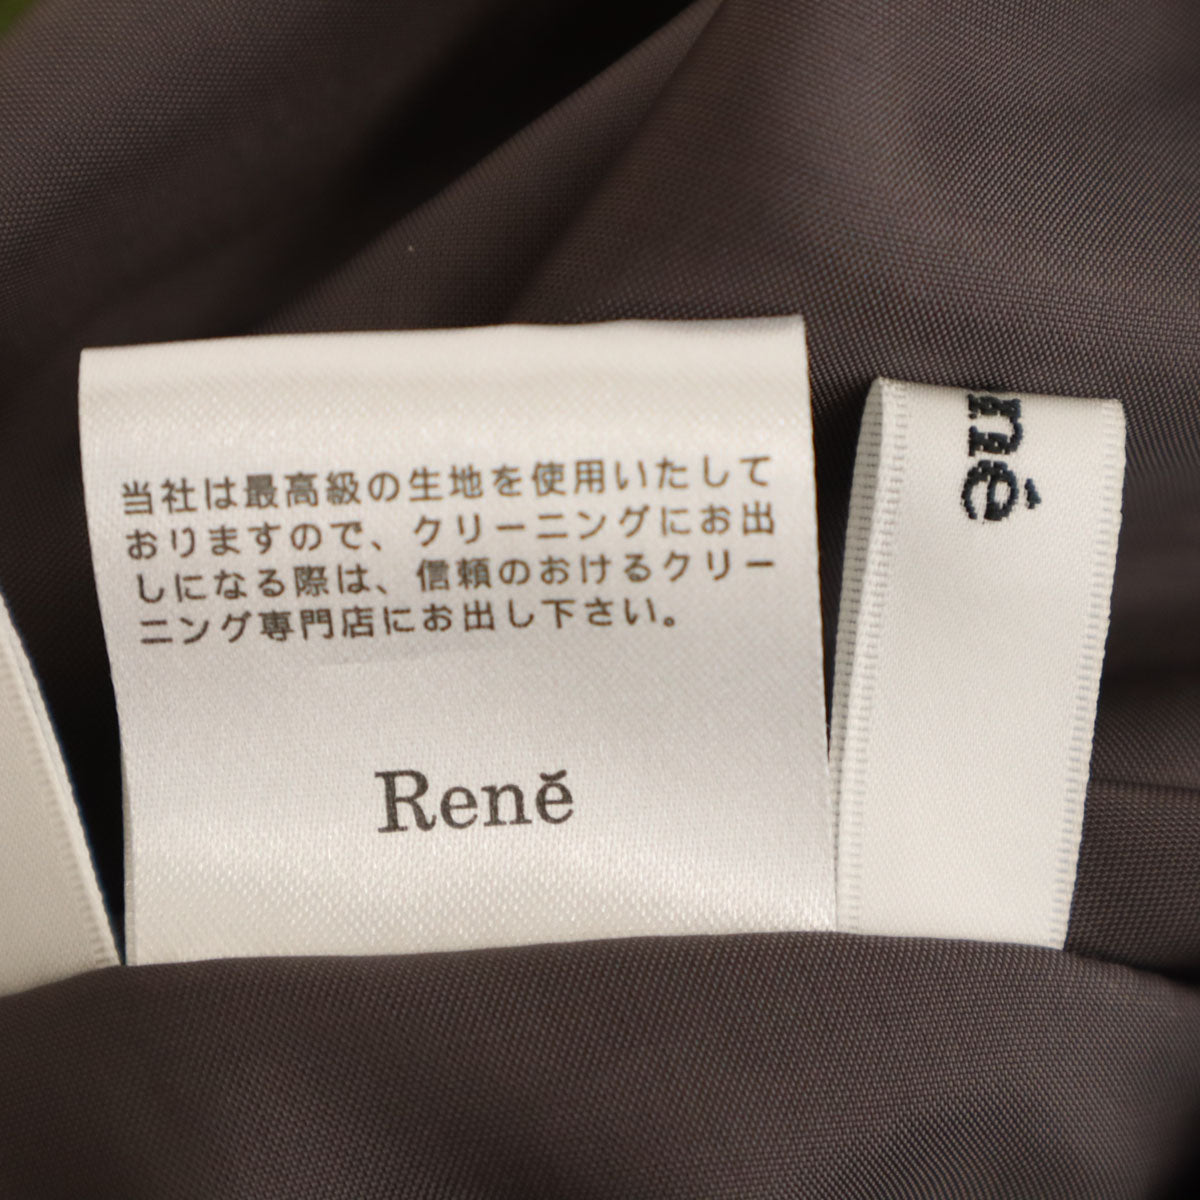 当社は最高級の生地を使用いたして
おりますので、クリーニングにお出
しになる際は、信頼のおけるクリー
ニング専門店にお出し下さい。
Renĕ
né